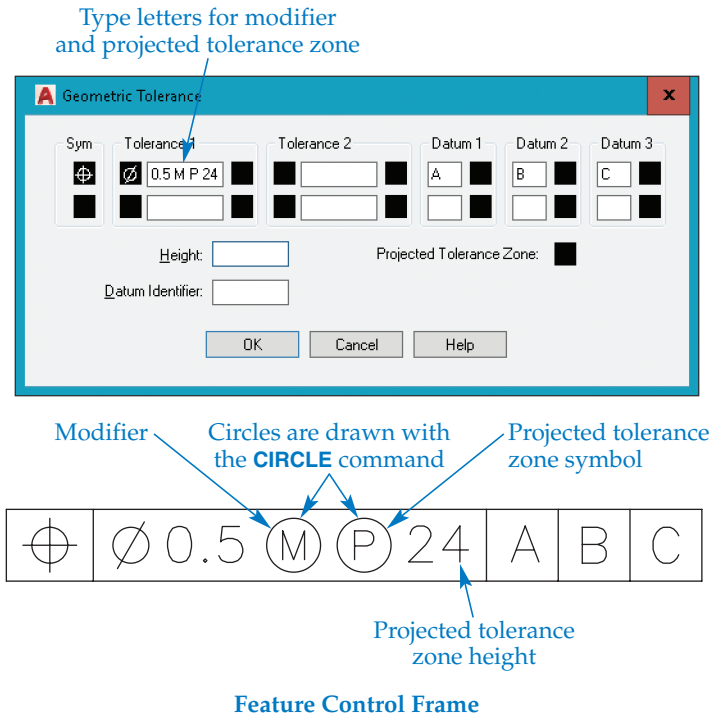 Type letters for modifier
and projected tolerance zone
A Geometric Tolerance x
Sym Tolerance 1 Tolerance 2 Datum 1 Datum 2 Datum 3
⌖ Ø 0.5 M P 24 A B C
Height: Projected Tolerance Zone:
Datum Identifier:
OK Cancel Help
Modifier Circles are drawn with Projected tolerance
the CIRCLE command zone symbol
⌖ Ø 0.5 Ⓜ Ⓟ 24 A B C
Projected tolerance
zone height
Feature Control Frame